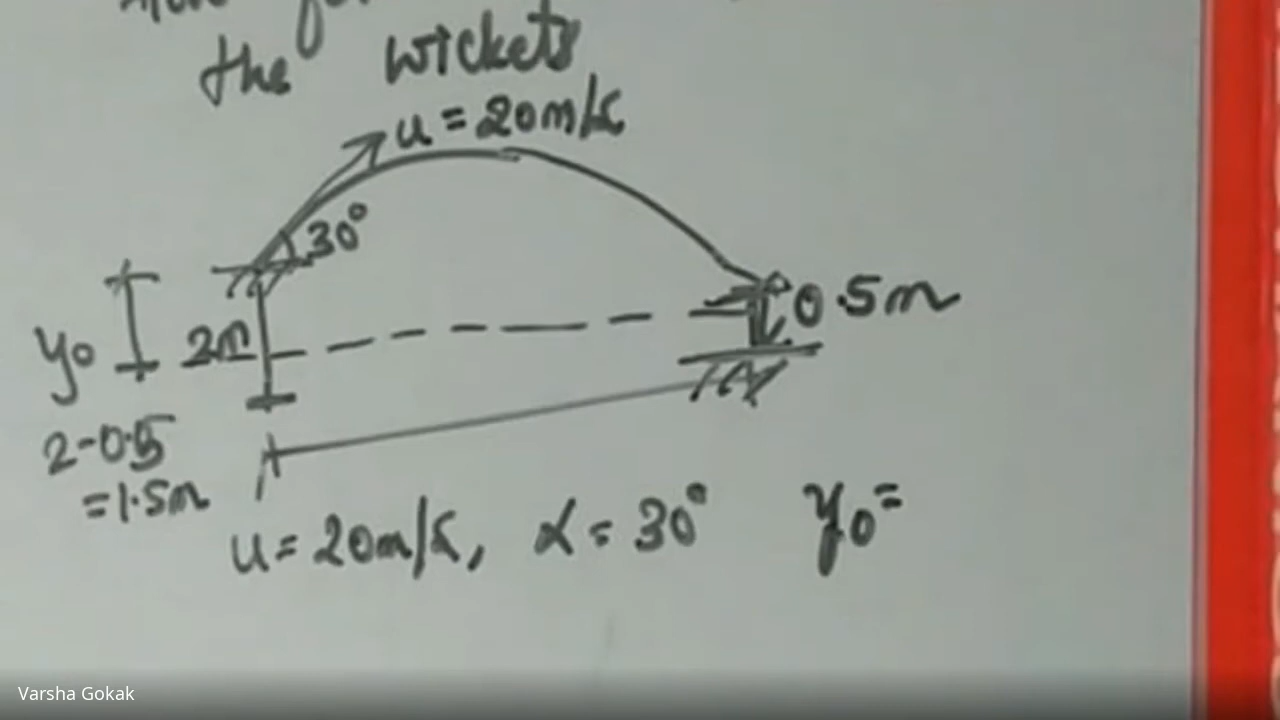 the wickets
u = 20m/s
30°
0.5m
y₀
2m
2-0.5
=1.5m
u = 20m/s, α = 30° y₀ =
Varsha Gokak